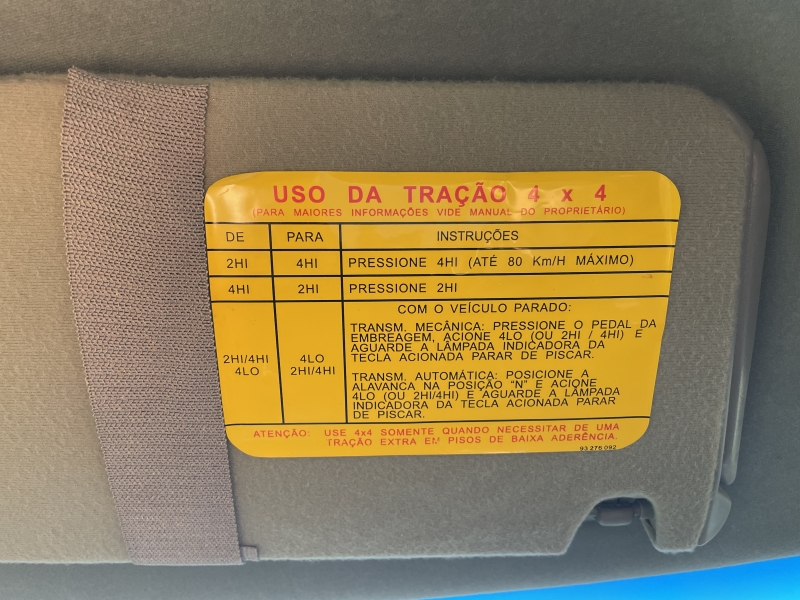 USO DA TRAÇÃO 4 x 4
(PARA MAIORES INFORMAÇÕES VIDE MANUAL DO PROPRIETÁRIO)
DE PARA INSTRUÇÕES
2HI 4HI PRESSIONE 4HI (ATÉ 80 Km/H MÁXIMO)
4HI 2HI PRESSIONE 2HI
2HI/4HI 4LO
4LO 2HI/4HI
COM O VEÍCULO PARADO:
TRANSM. MECÂNICA: PRESSIONE O PEDAL DA
EMBREAGEM, ACIONE 4LO (OU 2HI / 4HI) E
AGUARDE A LÂMPADA INDICADORA DA
TECLA ACIONADA PARAR DE PISCAR.
TRANSM. AUTOMÁTICA: POSICIONE A
ALAVANCA NA POSIÇÃO "N" E ACIONE
4LO (OU 2HI/4HI) E AGUARDE A LÂMPADA
INDICADORA DA TECLA ACIONADA PARAR
DE PISCAR.
ATENÇÃO: USE 4x4 SOMENTE QUANDO NECESSITAR DE UMA
TRAÇÃO EXTRA EM PISOS DE BAIXA ADERÊNCIA.
93 276 092